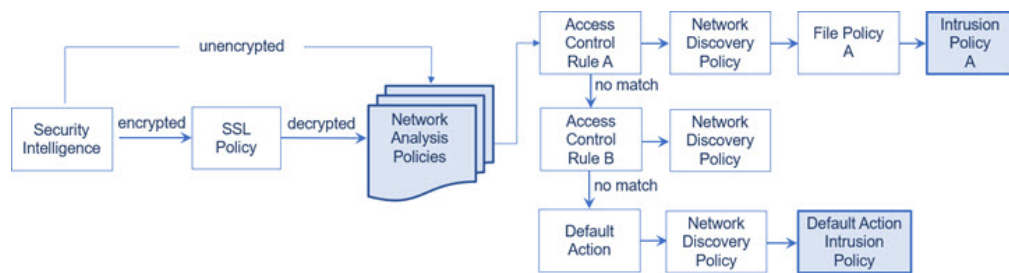 unencrypted
Security
Intelligence
encrypted
SSL
Policy
decrypted
Network
Analysis
Policies
Access
Control
Rule A
Network
Discovery
Policy
File Policy
A
Intrusion
Policy
A
no match
Access
Control
Rule B
Network
Discovery
Policy
no match
Default
Action
Network
Discovery
Policy
Default Action
Intrusion
Policy